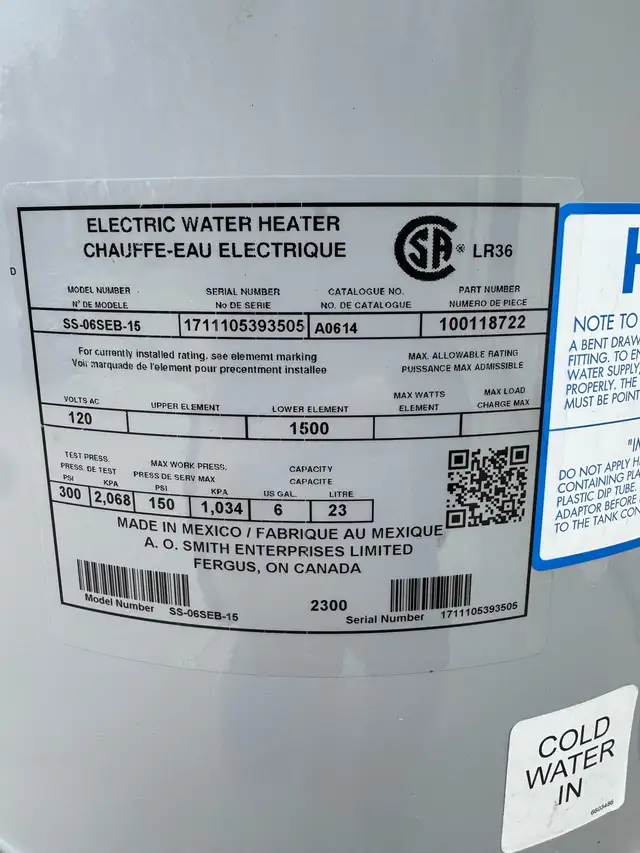 ELECTRIC WATER HEATER
CHAUFFE-EAU ELECTRIQUE
CSA ® LR36
D
MODEL NUMBER SERIAL NUMBER CATALOGUE NO. PART NUMBER
N° DE MODELE No DE SERIE NO. DE CATALOGUE NUMERO DE PIECE
SS-06SEB-15 1711105393505 A0614 100118722
For currently installed rating, see elememt marking
Voir marquade de l'element pour precentment installee
MAX. ALLOWABLE RATING
PUISSANCE MAX ADMISSIBLE
VOLTS AC UPPER ELEMENT LOWER ELEMENT MAX WATTS ELEMENT MAX LOAD CHARGE MAX
120 1500
TEST PRESS. MAX WORK PRESS. CAPACITY
PRESS. DE TEST PRESS DE SERV MAX CAPACITE
PSI KPA PSI KPA US GAL. LITRE
300 2,068 150 1,034 6 23
MADE IN MEXICO / FABRIQUE AU MEXIQUE
A. O. SMITH ENTERPRISES LIMITED
FERGUS, ON CANADA
Model Number SS-06SEB-15
2300
Serial Number 1711105393505
NOTE TO
A BENT DRAW
FITTING. TO EN
WATER SUPPLY,
PROPERLY. THE
MUST BE POINT
"IM
DO NOT APPLY H
CONTAINING PLA
PLASTIC DIP TUBE.
ADAPTOR BEFORE
TO THE TANK CON
COLD
WATER
IN
6603486